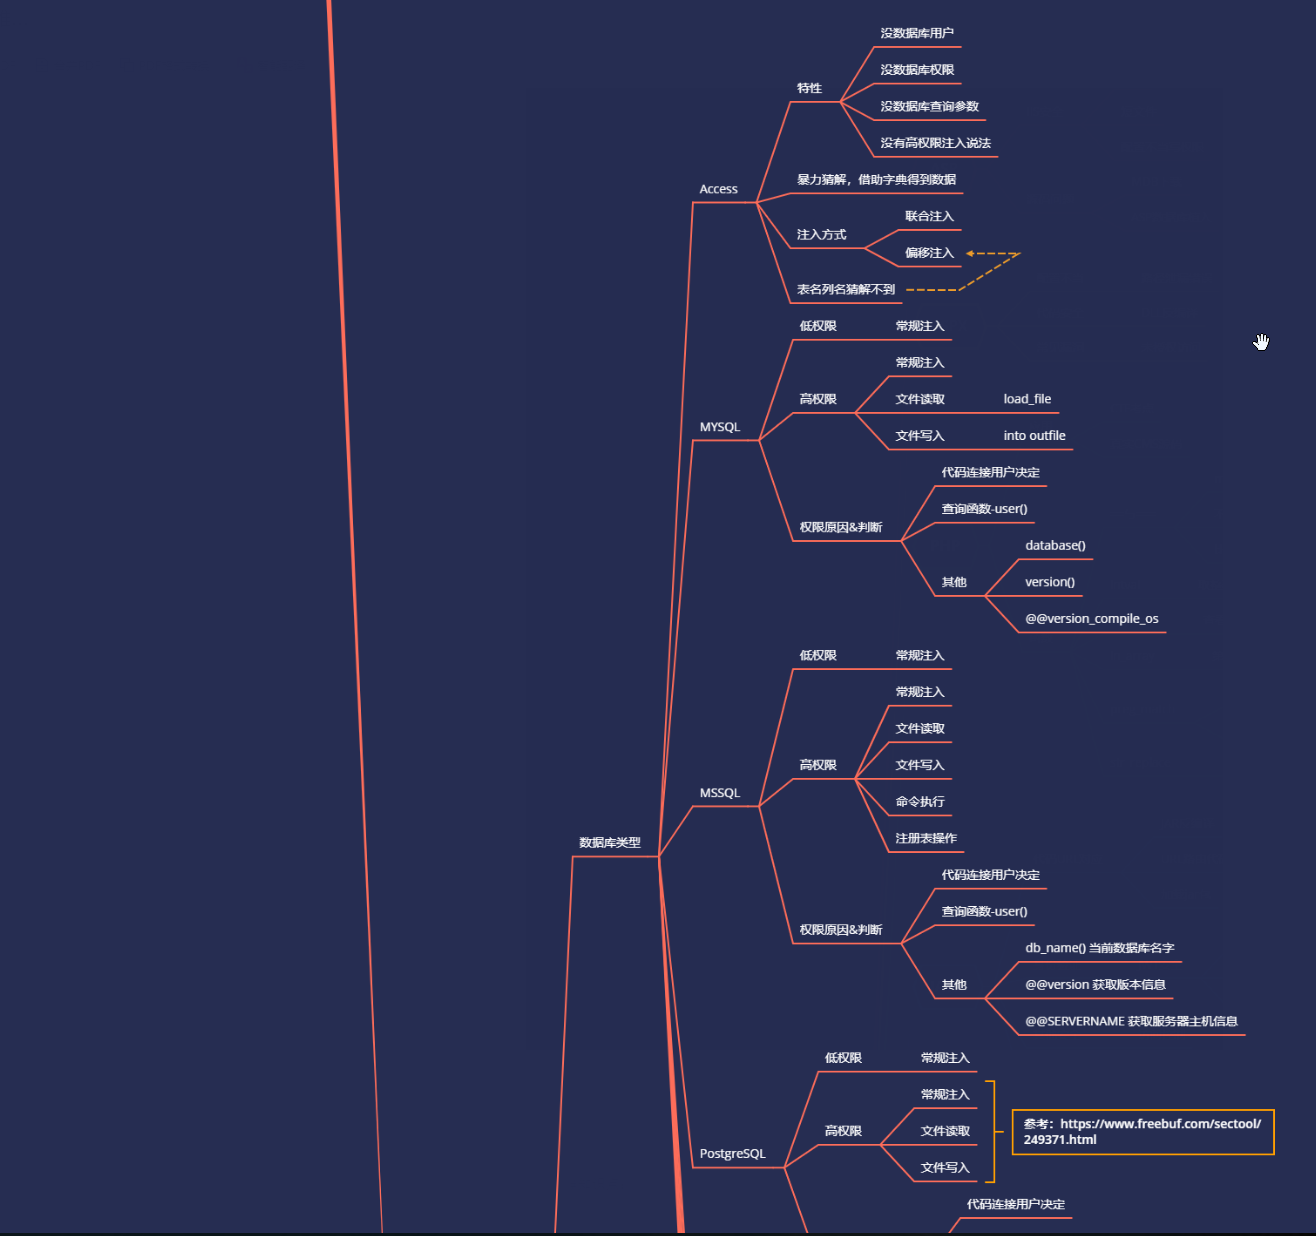 没数据库用户
没数据库权限
特性
没数据库查询参数
没有高权限注入说法
暴力猜解，借助字典得到数据
Access
联合注入
注入方式
偏移注入
表名列名猜解不到
低权限 常规注入
常规注入
高权限 文件读取 load_file
MYSQL
文件写入 into outfile
代码连接用户决定
查询函数-user()
权限原因&判断
database()
其他 version()
@@version_compile_os
低权限 常规注入
常规注入
文件读取
高权限 文件写入
MSSQL
命令执行
注册表操作
数据库类型
代码连接用户决定
查询函数-user()
权限原因&判断
db_name() 当前数据库名字
其他 @@version 获取版本信息
@@SERVERNAME 获取服务器主机信息
低权限 常规注入
常规注入
高权限 文件读取
参考：https://www.freebuf.com/sectool/
249371.html
PostgreSQL
文件写入
代码连接用户决定